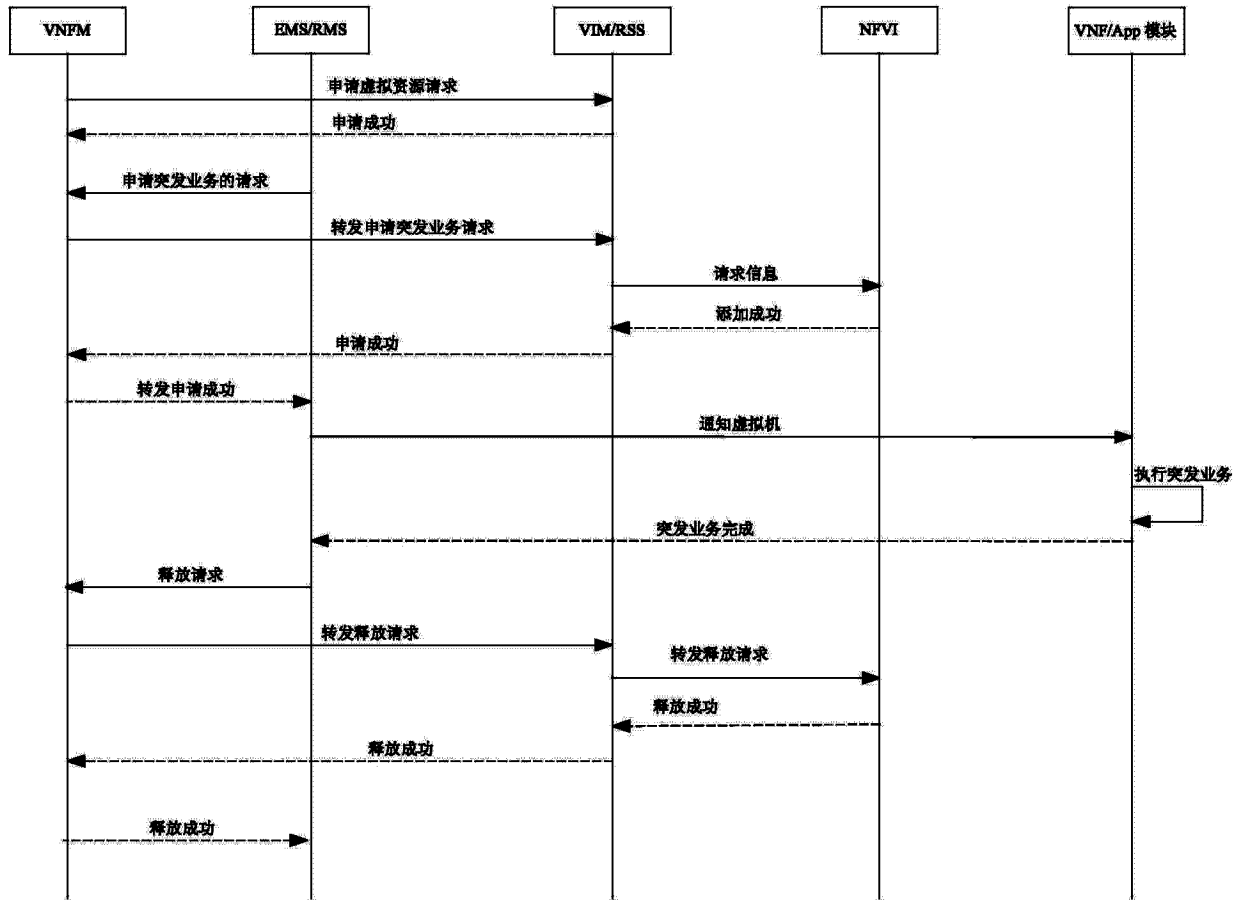 VNFM
EMS/RMS
VIM/RSS
NFVI
VNF/App 模块
申请虚拟资源请求
申请成功
申请突发业务的请求
转发申请突发业务请求
请求信息
添加成功
申请成功
转发申请成功
通知虚拟机
执行突发业务
突发业务完成
释放请求
转发释放请求
转发释放请求
释放成功
释放成功
释放成功